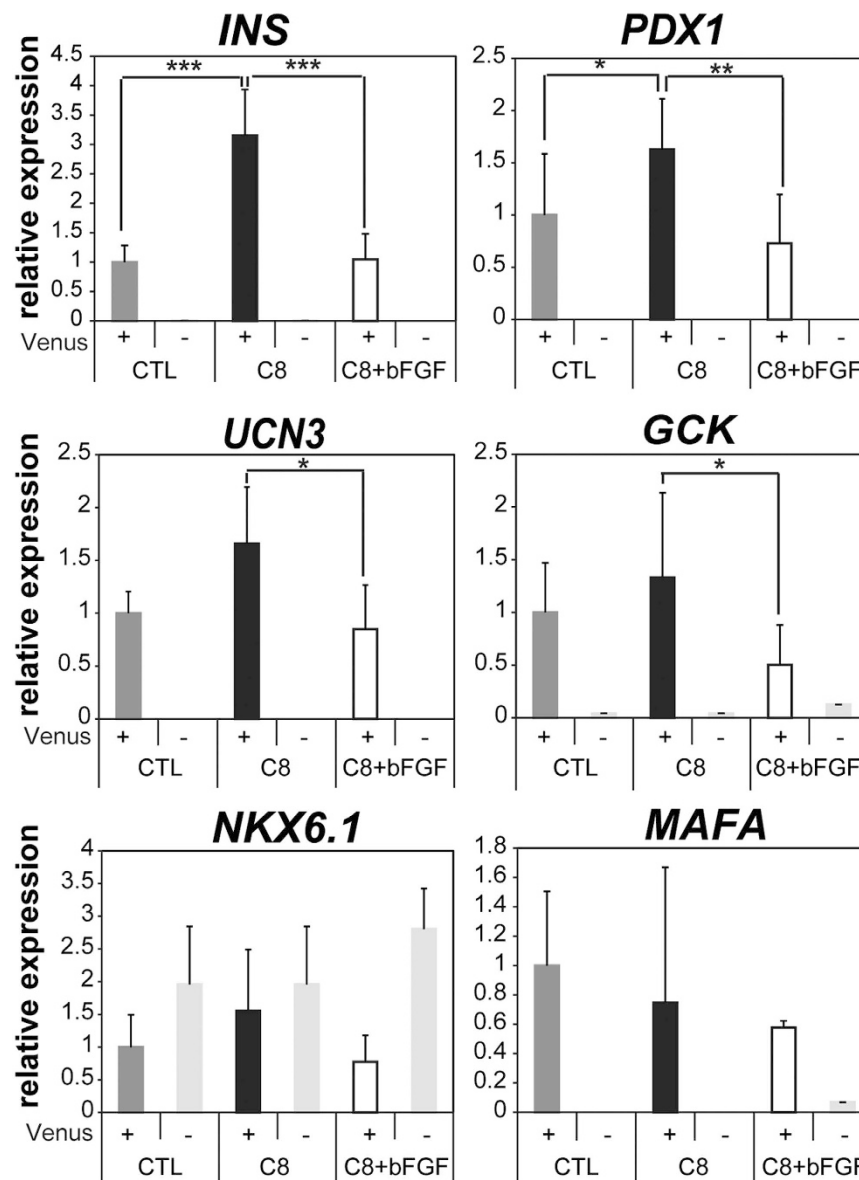 INS
relative expression
4.5
4
3.5
3
2.5
2
1.5
1
0.5
0
*** ***
Venus + - + - + -
CTL C8 C8+bFGF
PDX1
2.5
2
1.5
1
0.5
0
* **
+ - + - + -
CTL C8 C8+bFGF
UCN3
relative expression
2.5
2
1.5
1
0.5
0
*
Venus + - + - + -
CTL C8 C8+bFGF
GCK
2.5
2
1.5
1
0.5
0
*
+ - + - + -
CTL C8 C8+bFGF
NKX6.1
relative expression
4
3.5
3
2.5
2
1.5
1
0.5
0
Venus + - + - + -
CTL C8 C8+bFGF
MAFA
1.8
1.6
1.4
1.2
1
0.8
0.6
0.4
0.2
0
+ - + - + -
CTL C8 C8+bFGF